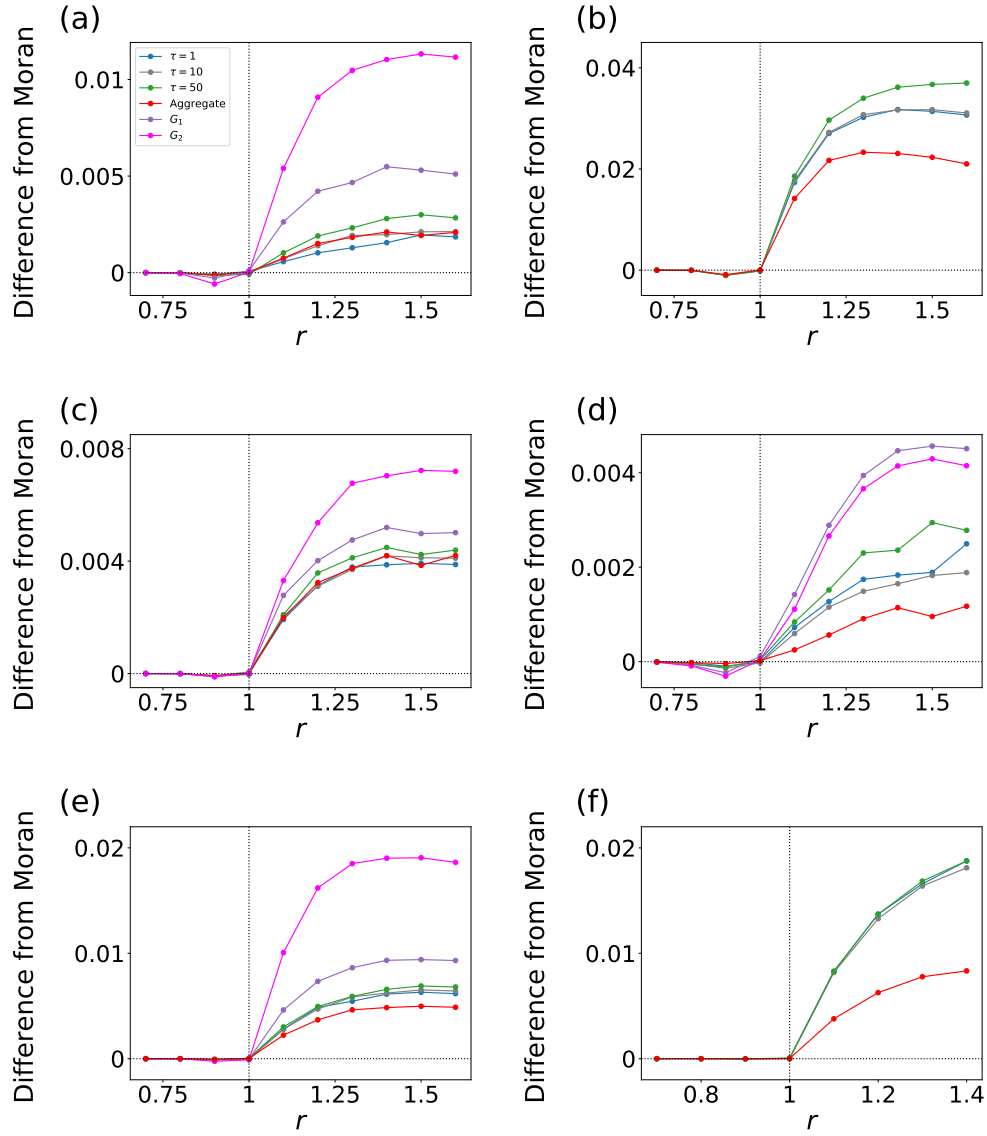 (a)
Difference from Moran
0.01
0.005
0
τ = 1
τ = 10
τ = 50
Aggregate
G₁
G₂
0.75
1
1.25
1.5
r
(b)
Difference from Moran
0.04
0.02
0
0.75
1
1.25
1.5
r
(c)
Difference from Moran
0.008
0.004
0
0.75
1
1.25
1.5
r
(d)
Difference from Moran
0.004
0.002
0
0.75
1
1.25
1.5
r
(e)
Difference from Moran
0.02
0.01
0
0.75
1
1.25
1.5
r
(f)
Difference from Moran
0.02
0.01
0
0.8
1
1.2
1.4
r